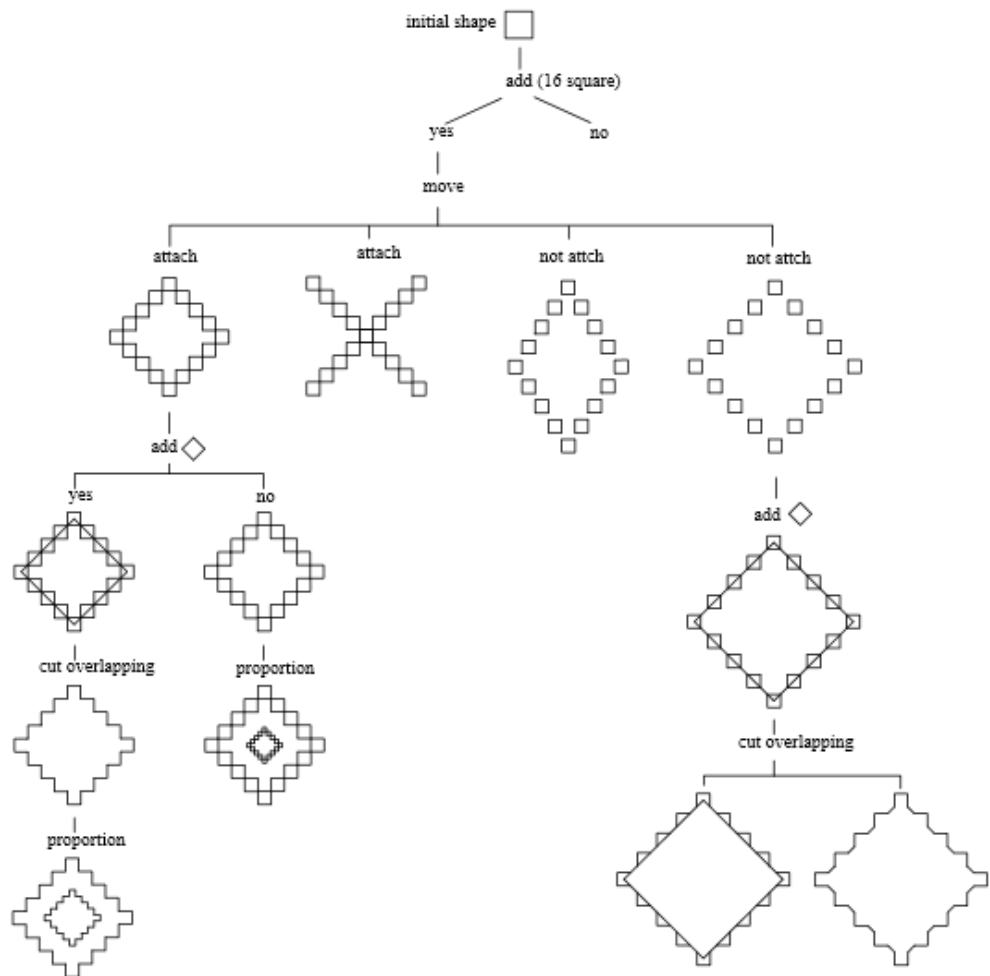 initial shape
add (16 square)
yes
no
move
attach
attach
not attch
not attch
add
yes
no
add
cut overlapping
proportion
cut overlapping
proportion